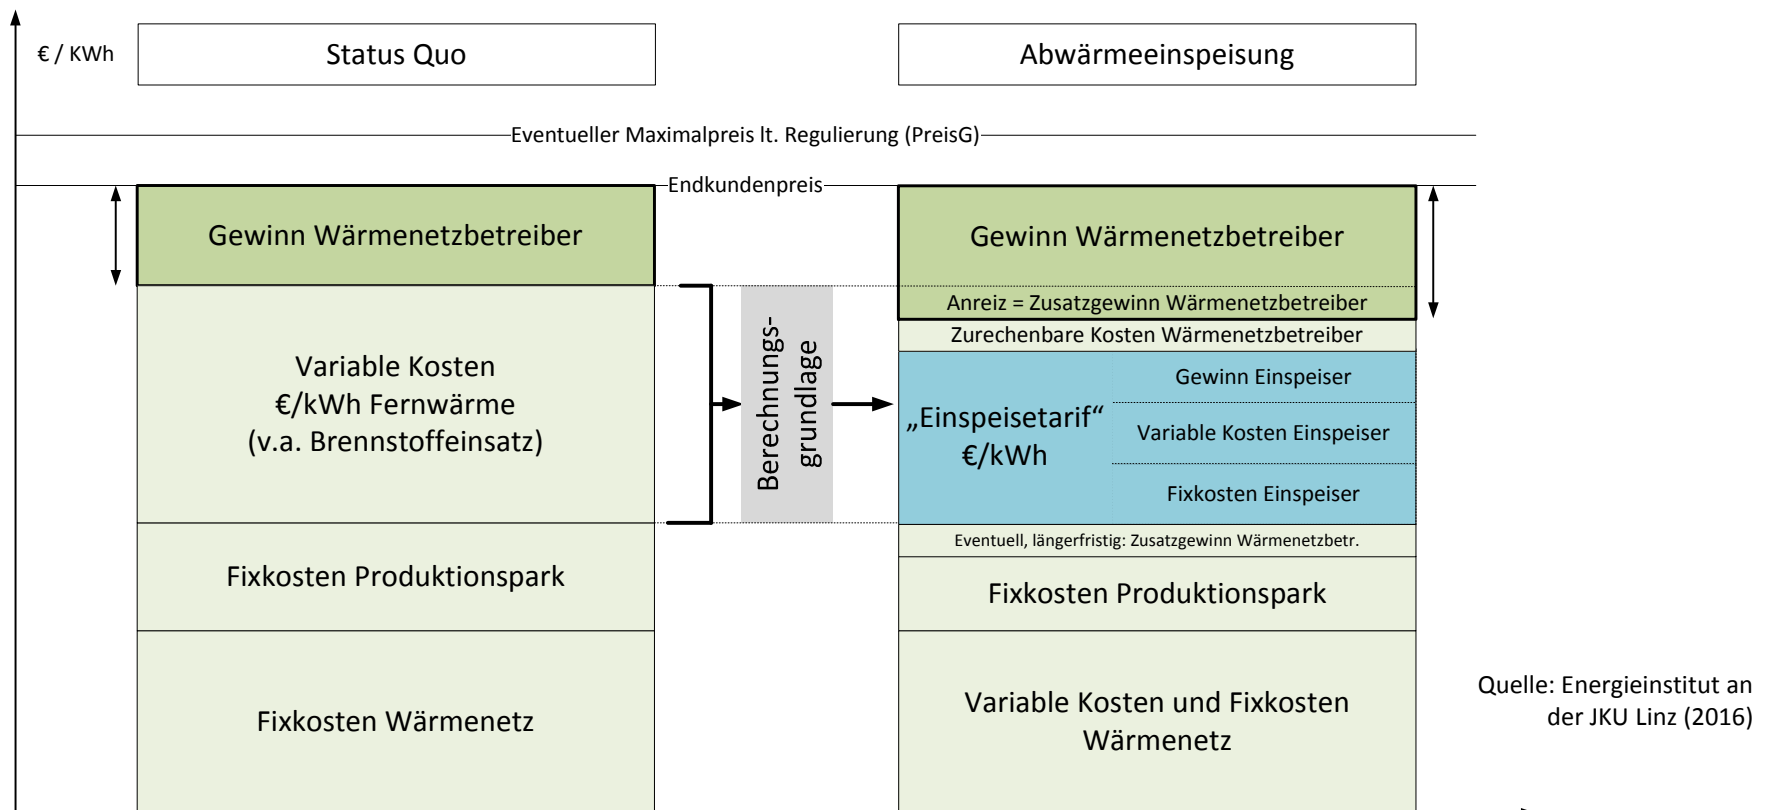 € / KWh
Status Quo
Abwärmeeinspeisung
Eventueller Maximalpreis lt. Regulierung (PreisG)
Endkundenpreis
Gewinn Wärmenetzbetreiber
Variable Kosten
€/kWh Fernwärme
(v.a. Brennstoffeinsatz)
Fixkosten Produktionspark
Fixkosten Wärmenetz
Berechnungs-
grundlage
Gewinn Wärmenetzbetreiber
Anreiz = Zusatzgewinn Wärmenetzbetreiber
Zurechenbare Kosten Wärmenetzbetreiber
„Einspeisetarif“
€/kWh
Gewinn Einspeiser
Variable Kosten Einspeiser
Fixkosten Einspeiser
Eventuell, längerfristig: Zusatzgewinn Wärmenetzbetr.
Fixkosten Produktionspark
Variable Kosten und Fixkosten
Wärmenetz
Quelle: Energieinstitut an
der JKU Linz (2016)